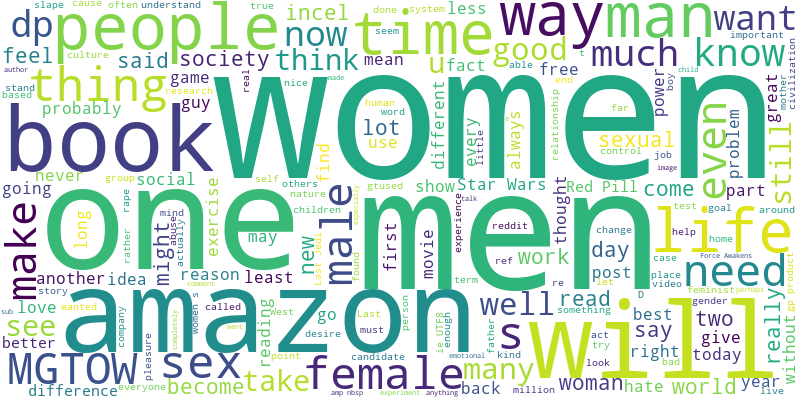 slape cause often understand
incel less
dp people time way man want
true done system
important
now
feel said society think mean u fact
seem
thing good much know
culture
author
real nice made
able free
stand game
based research guy
probably
different every little always
word human use lot
end t
relationship
far boy
power great child mother civilization
problem
book women
sexual even still
control job image
never group self find
going social others
nature
show Star Wars Red Pill come part
rather rape mind children
exercise
abuse actually
gtused
test goal around
one men life
long
may new male first movie experience talk
reddit thought
change help home
Last Jedi found especially
ref work day
Force Awakens
make might
another idea reason least term post case
re let place video
need
comment
story
sub love wanted called women s
West go Last person
desire must
UTF8 ie enough father
well read something D
feminist perhaps
gender
gp product
amazon s will
see better company pleasure completely
reading
point candidate kind
act try look
best say two really without
right give today
bad
MGTOW sex female many
went
emotional
woman hate world year
live
difference everyone become take
amp nbsp experiment anything
back million